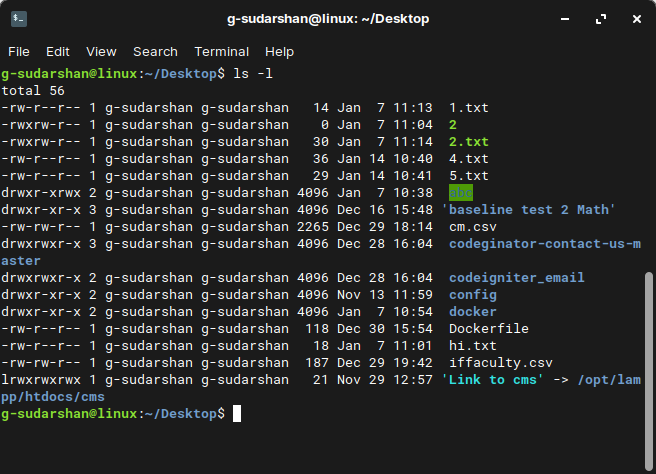 $_
g-sudarshan@linux: ~/Desktop
File Edit View Search Terminal Help
g-sudarshan@linux:~/Desktop$ ls -l
total 56
-rw-r--r-- 1 g-sudarshan g-sudarshan   14 Jan  7 11:13  1.txt
-rwxrw-r-- 1 g-sudarshan g-sudarshan    0 Jan  7 11:04  2
-rwxrw-r-- 1 g-sudarshan g-sudarshan   30 Jan  7 11:14  2.txt
-rw-r--r-- 1 g-sudarshan g-sudarshan   36 Jan 14 10:40  4.txt
-rw-r--r-- 1 g-sudarshan g-sudarshan   29 Jan 14 10:41  5.txt
drwxr-xrwx 2 g-sudarshan g-sudarshan 4096 Jan  7 10:38  abc
drwxr-xr-x 3 g-sudarshan g-sudarshan 4096 Dec 16 15:48 'baseline test 2 Math'
-rw-rw-r-- 1 g-sudarshan g-sudarshan 2265 Dec 29 18:14  cm.csv
drwxrwxr-x 3 g-sudarshan g-sudarshan 4096 Dec 28 16:04  codeginator-contact-us-m
aster
drwxrwxr-x 2 g-sudarshan g-sudarshan 4096 Dec 28 16:04  codeigniter_email
drwxr-xr-x 2 g-sudarshan g-sudarshan 4096 Nov 13 11:59  config
drwxrwxr-x 2 g-sudarshan g-sudarshan 4096 Jan  7 10:54  docker
-rw-rw-r-- 1 g-sudarshan g-sudarshan  118 Dec 30 15:54  Dockerfile
-rw-rw-r-- 1 g-sudarshan g-sudarshan   18 Jan  7 11:01  hi.txt
-rw-rw-r-- 1 g-sudarshan g-sudarshan  187 Dec 29 19:42  iffaculty.csv
lrwxrwxrwx 1 g-sudarshan g-sudarshan   21 Nov 29 12:57 'Link to cms' -> /opt/lam
pp/htdocs/cms
g-sudarshan@linux:~/Desktop$